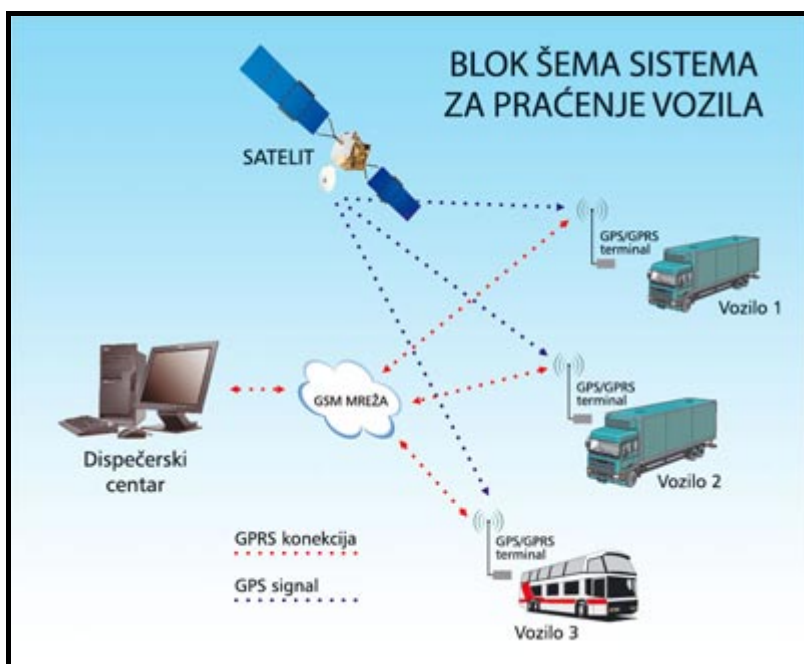 BLOK ŠEMA SISTEMA
ZA PRAĆENJE VOZILA
SATELIT
GPS/GPRS
terminal
Vozilo 1
GSM MREŽA
GPS/GPRS
terminal
Vozilo 2
Dispečerski
centar
GPRS konekcija
GPS signal
GPS/GPRS
terminal
Vozilo 3